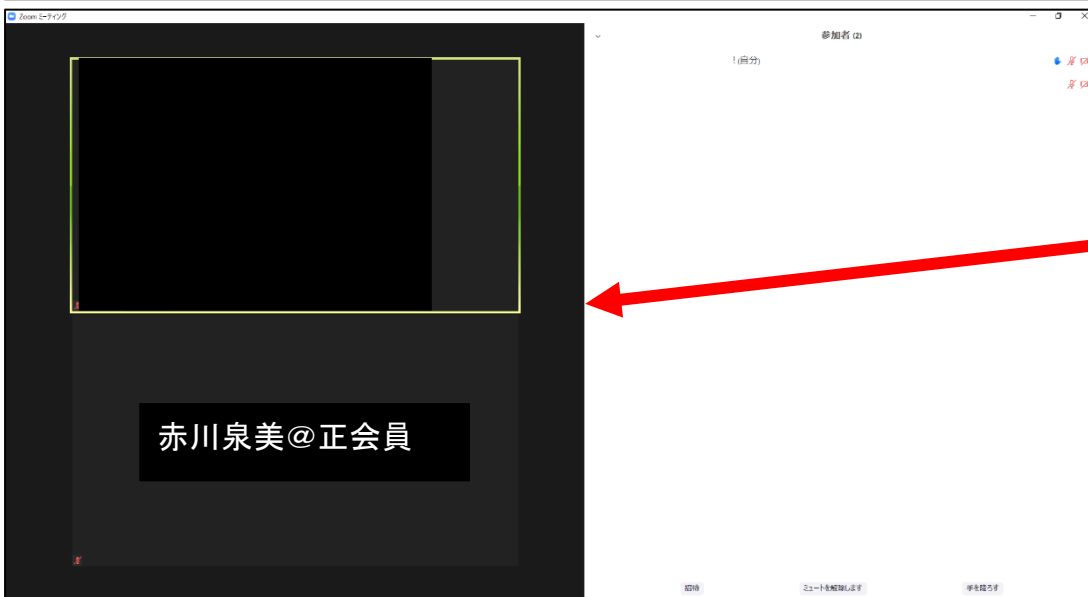 Zoom ミーティング
参加者 (2)
! (自分)
赤川泉美＠正会員
招待
ミュートを解除します
手を降ろす